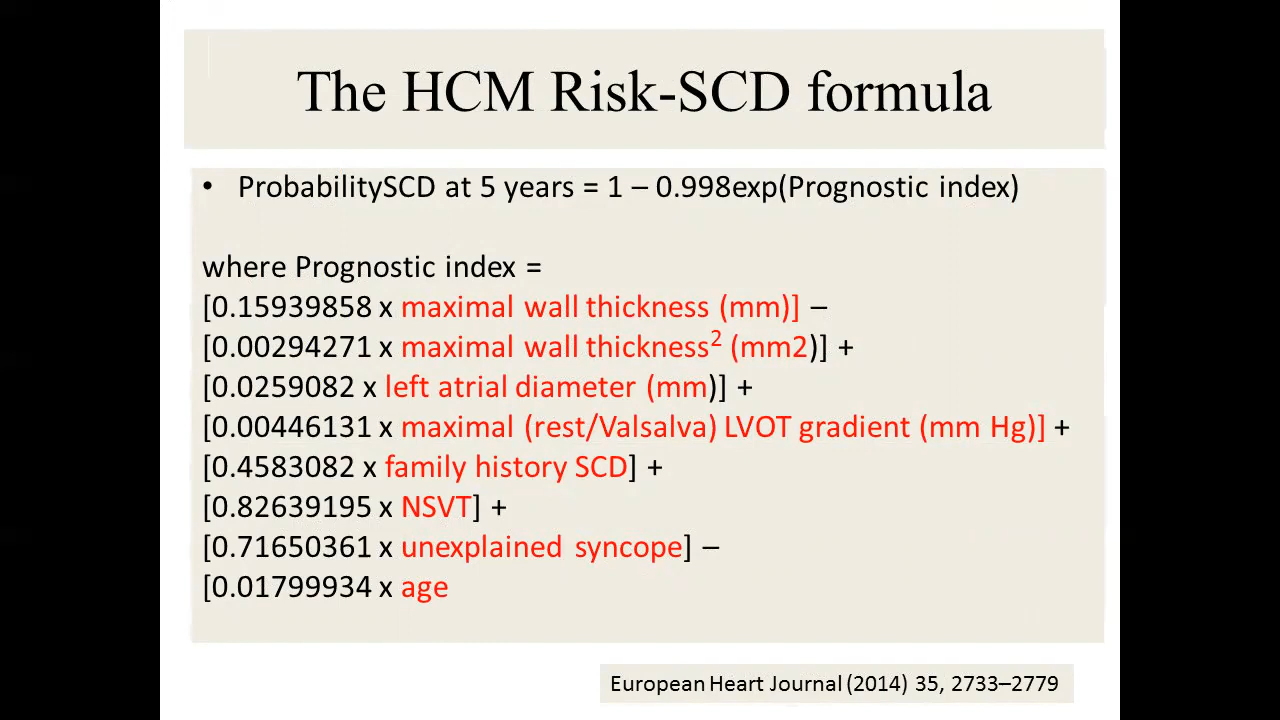 The HCM Risk-SCD formula
• ProbabilitySCD at 5 years = 1 – 0.998exp(Prognostic index)
where Prognostic index =
[0.15939858 x maximal wall thickness (mm)] –
[0.00294271 x maximal wall thickness² (mm2)] +
[0.0259082 x left atrial diameter (mm)] +
[0.00446131 x maximal (rest/Valsalva) LVOT gradient (mm Hg)] +
[0.4583082 x family history SCD] +
[0.82639195 x NSVT] +
[0.71650361 x unexplained syncope] –
[0.01799934 x age
European Heart Journal (2014) 35, 2733–2779